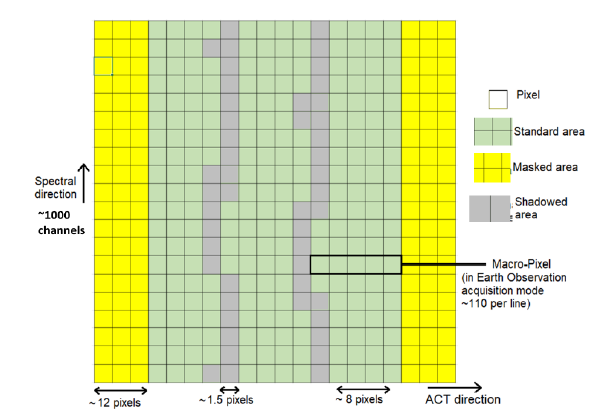 Pixel
Standard area
Masked area
Shadowed
area
Spectral
direction
~1000
channels
Macro-Pixel
(in Earth Observation
acquisition mode
~110 per line)
~ 12 pixels
~1.5 pixels
~ 8 pixels
ACT direction